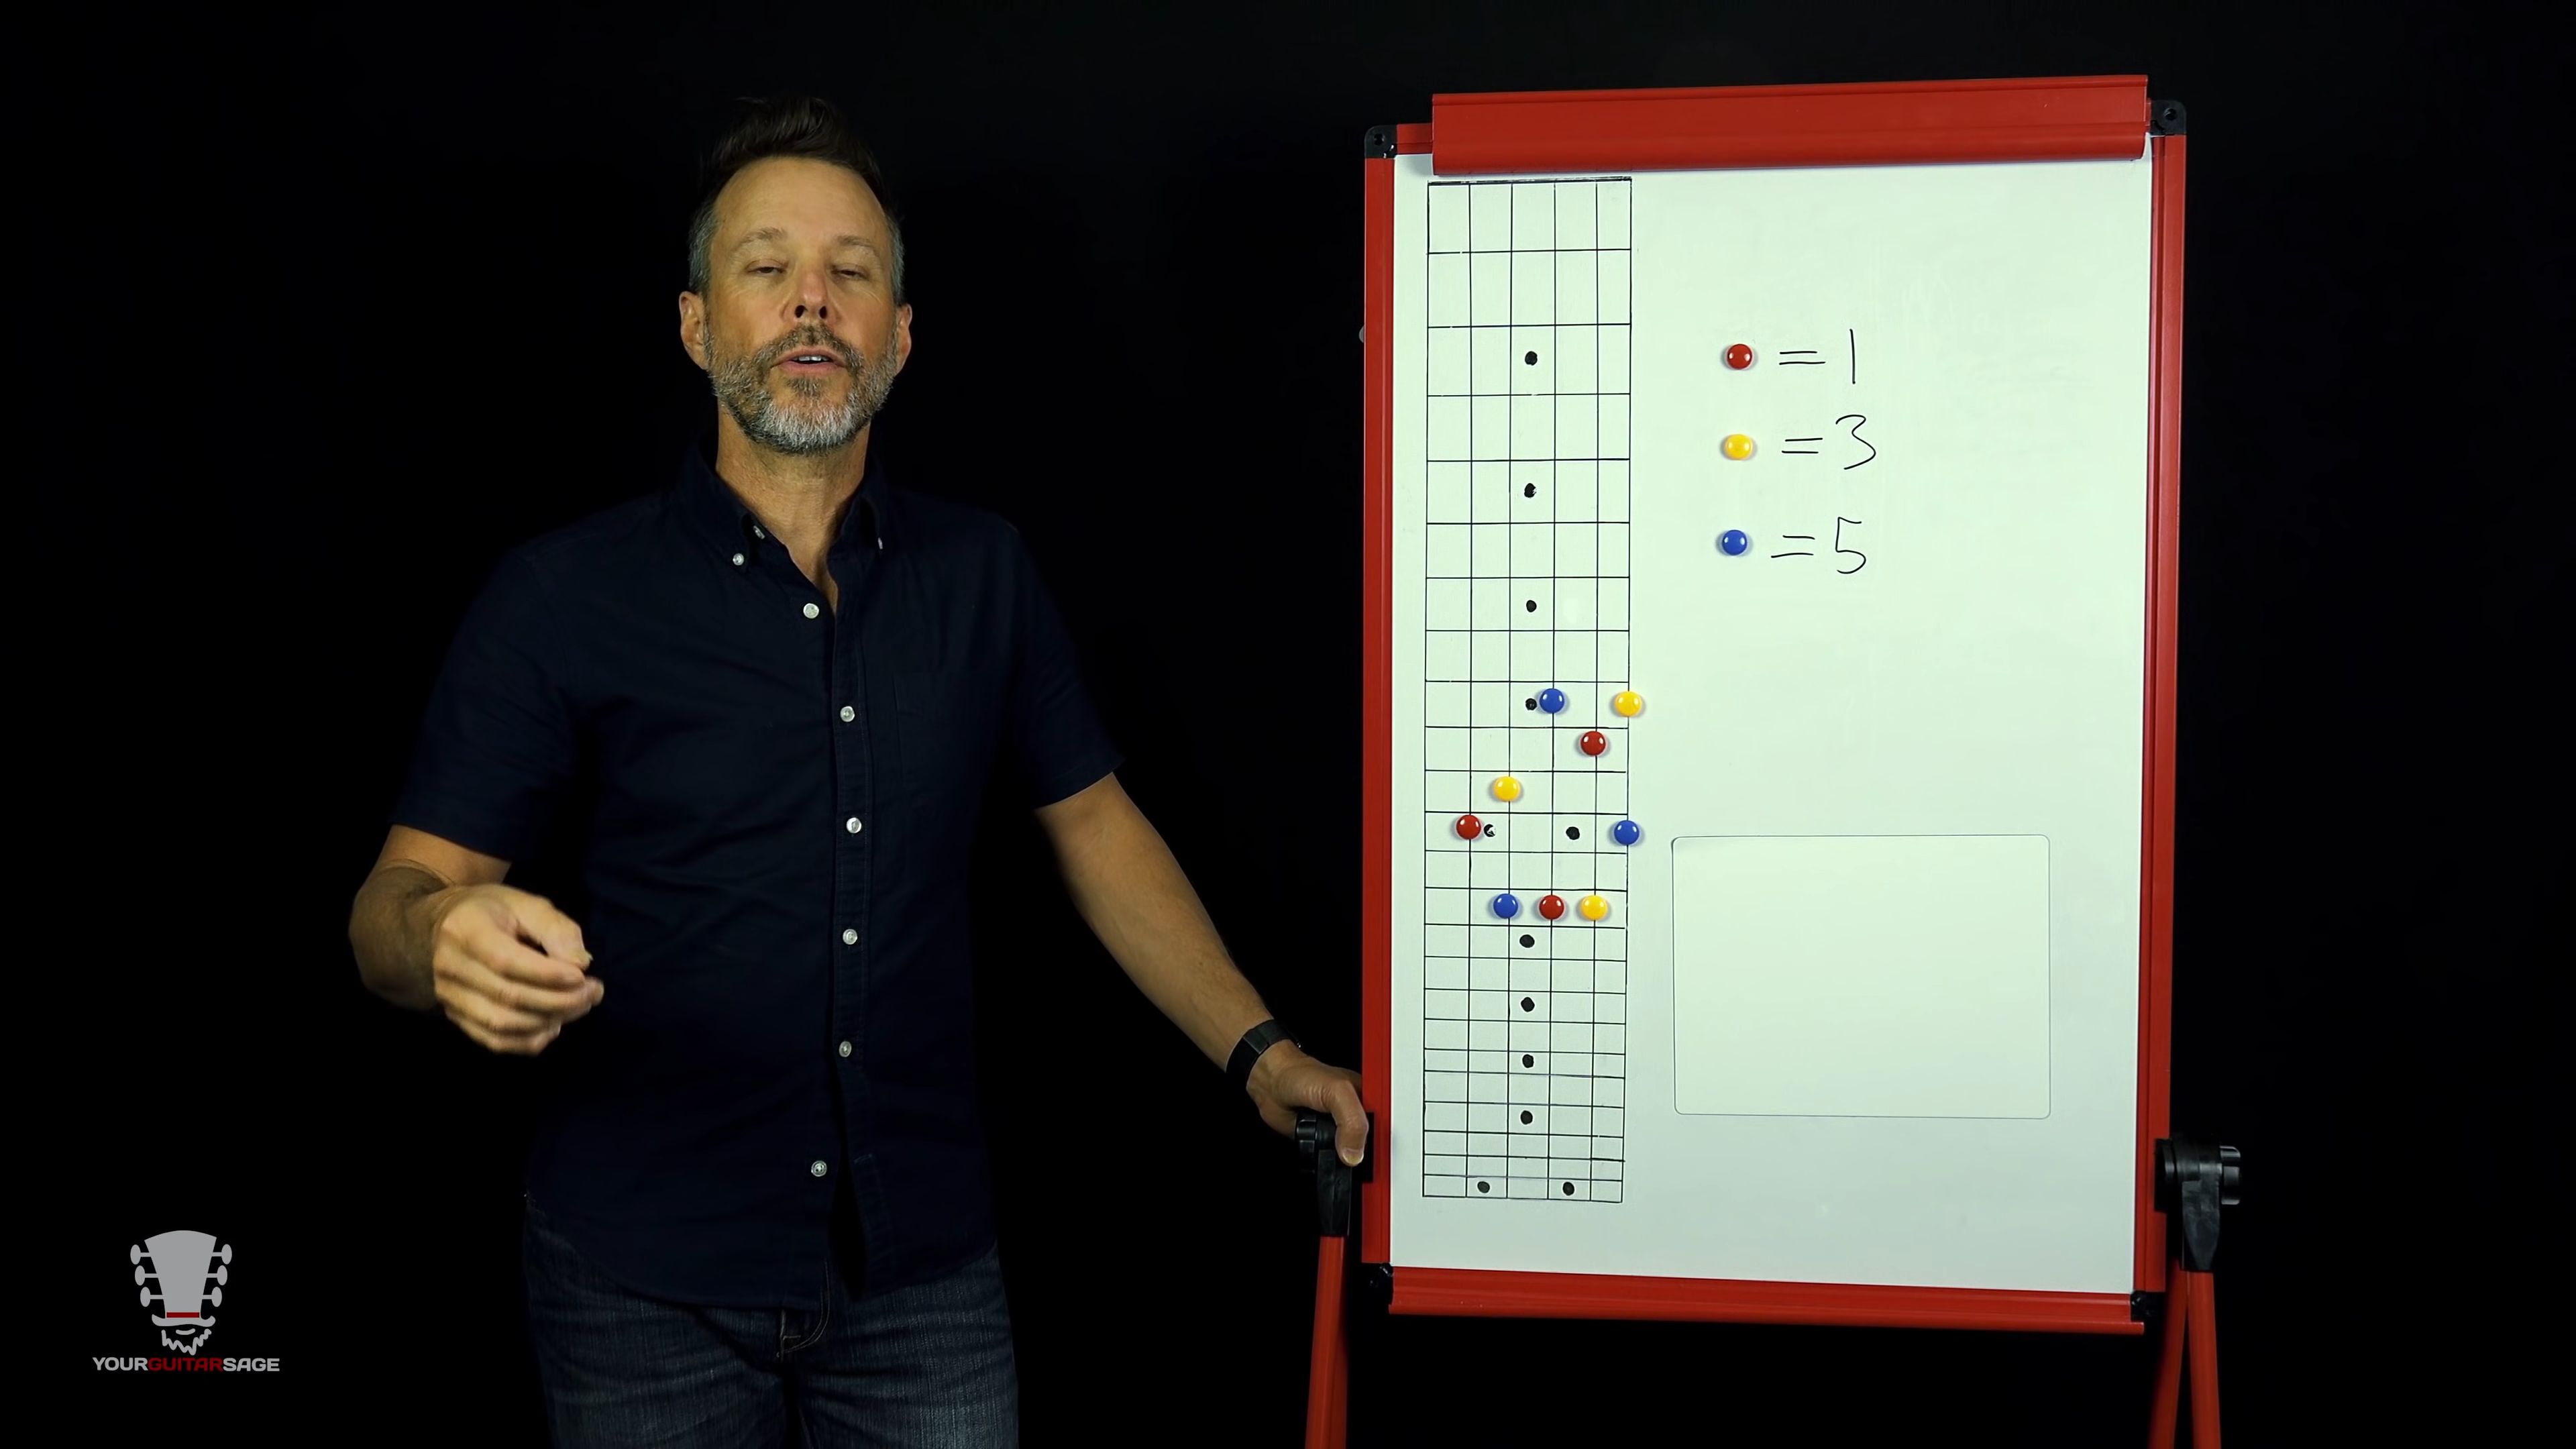 = 1
= 3
= 5
YOURGUITARSAGE